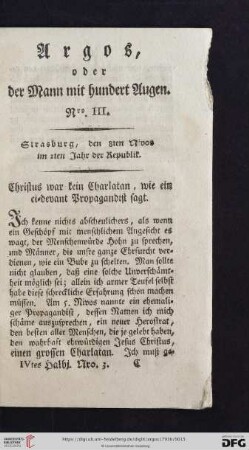 Argos,
oder
der Mann mit hundert Augen.
Nro. III.
Strasburg, den 8ten Nivos
im 2ten Jahr der Republik.
Christus war kein Charlatan, wie ein
ci-devant Propagandist sagt.
Ich kenne nichts abscheulichers, als wenn
ein Geschöpf mit menschlichem Angesicht es
wagt, der Menschenwürde Hohn zu sprechen,
und Männer, die unsre ganze Ehrfurcht ver-
dienen, wie ein Bube zu schelten. Man sollte
nicht glauben, daß eine solche Unverschämt-
heit möglich sei; allein ich armer Teufel selbst
habe diese schreckliche Erfahrung schon machen
müssen. Am 5. Nivos nannte ein ehemali-
ger Propagandist, dessen Namen ich mich
schäme auszusprechen, ein neuer Herostrat,
den besten aller Menschen, die je gelebt haben,
den wahrhaft ehrwürdigen Jesus Christus,
einen grossen Charlatan. Ich muß ge-
IVtes Halbj. Nro. 3. C